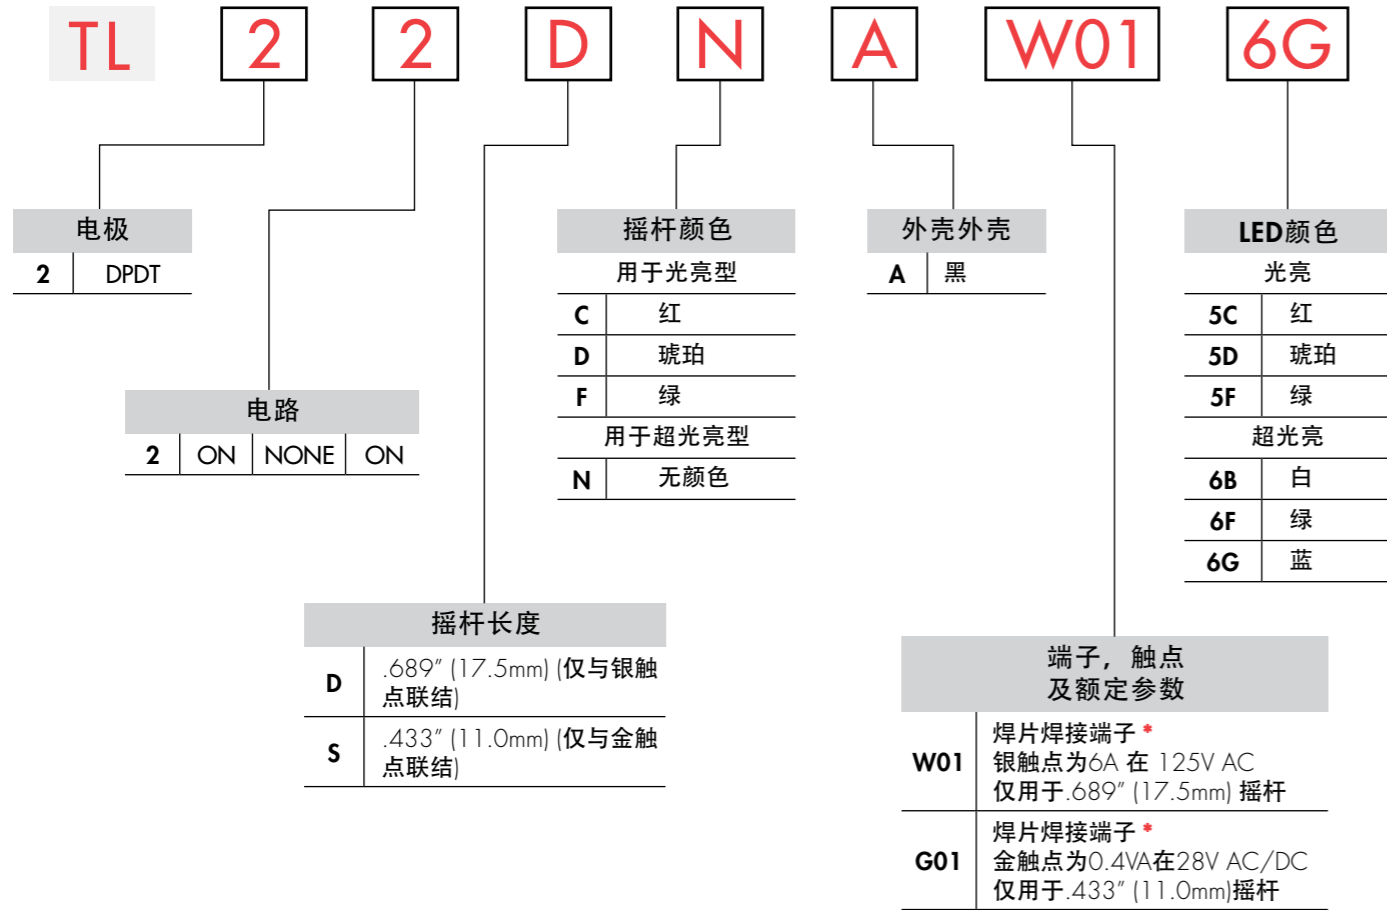 TL 2 2 D N A W01 6G
电极
2 DPDT
电路
2 ON NONE ON
摇杆长度
D .689" (17.5mm) (仅与银触
点联结)
S .433" (11.0mm) (仅与金触
点联结)
摇杆颜色
用于光亮型
C 红
D 琥珀
F 绿
用于超光亮型
N 无颜色
外壳外壳
A 黑
端子，触点
及额定参数
W01 焊片焊接端子 *
银触点为6A 在 125V AC
仅用于.689" (17.5mm) 摇杆
G01 焊片焊接端子 *
金触点为0.4VA在28V AC/DC
仅用于.433" (11.0mm)摇杆
LED颜色
光亮
5C 红
5D 琥珀
5F 绿
超光亮
6B 白
6F 绿
6G 蓝